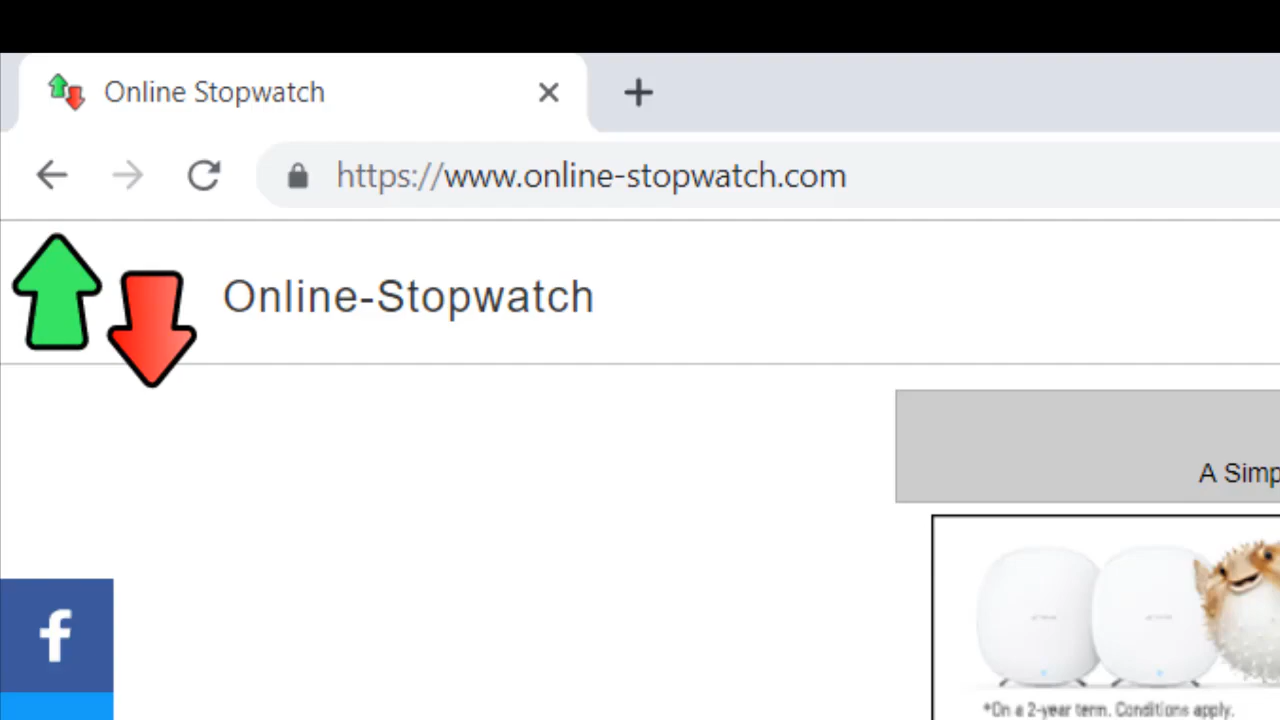 Online Stopwatch
https://www.online-stopwatch.com
Online-Stopwatch
A Simp
*On a 2-year term. Conditions apply.